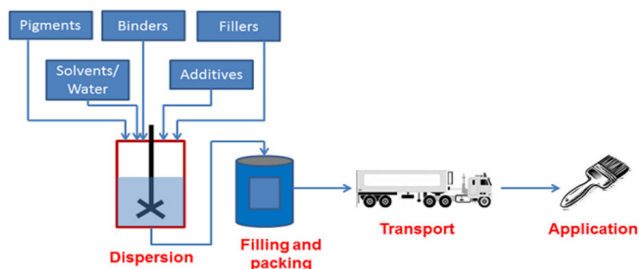 Pigments
Binders
Fillers
Solvents/
Water
Additives
Dispersion
Filling and
packing
Transport
Application